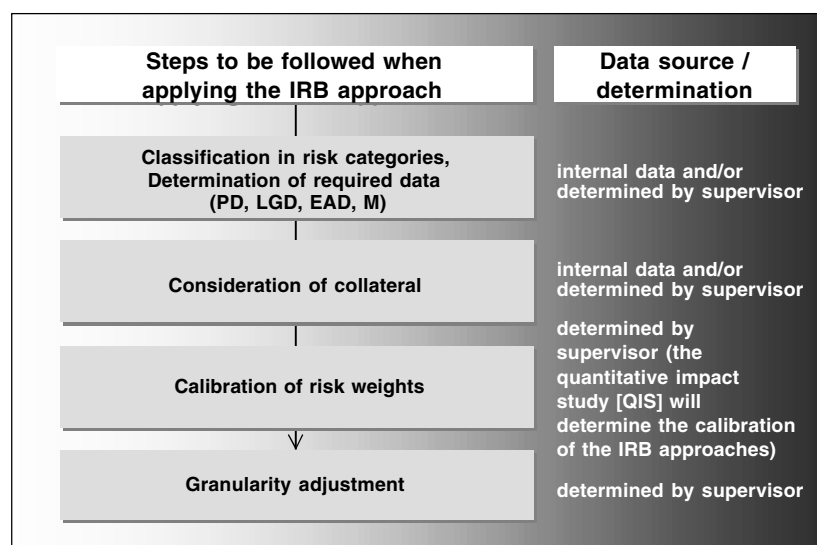 Steps to be followed when
applying the IRB approach
Data source /
determination
Classification in risk categories,
Determination of required data
(PD, LGD, EAD, M)
internal data and/or
determined by supervisor
Consideration of collateral
internal data and/or
determined by supervisor
Calibration of risk weights
determined by
supervisor (the
quantitative impact
study [QIS] will
determine the calibration
of the IRB approaches)
Granularity adjustment
determined by supervisor